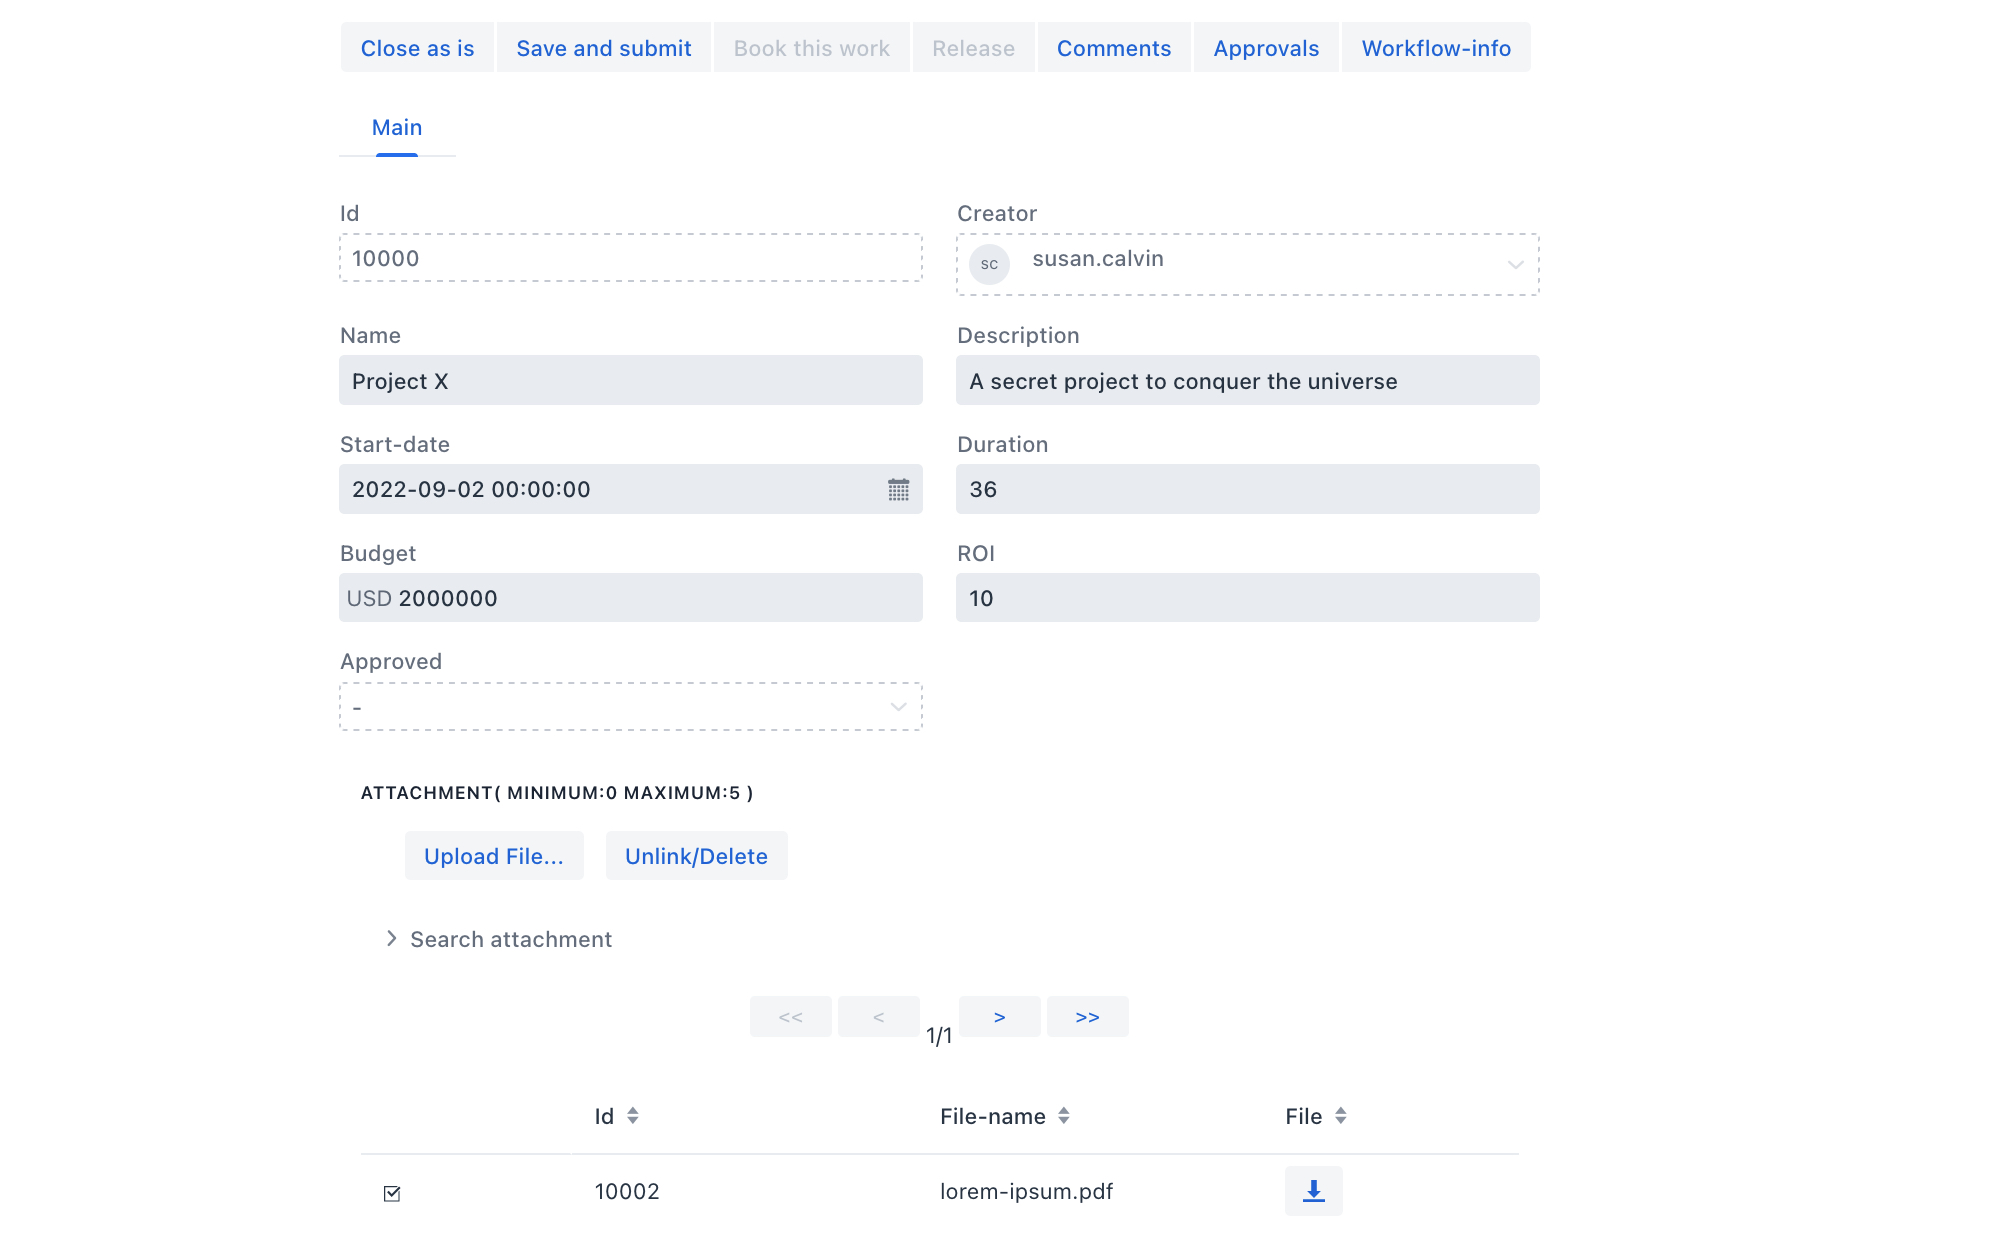 Close as is Save and submit Book this work Release Comments Approvals Workflow-info
Main
Id Creator
10000 SC susan.calvin
Name Description
Project X A secret project to conquer the universe
Start-date Duration
2022-09-02 00:00:00 36
Budget ROI
USD 2000000 10
Approved
-
ATTACHMENT( MINIMUM:0 MAXIMUM:5 )
Upload File... Unlink/Delete
> Search attachment
<< < 1/1 > >>
Id File-name File
10002 lorem-ipsum.pdf